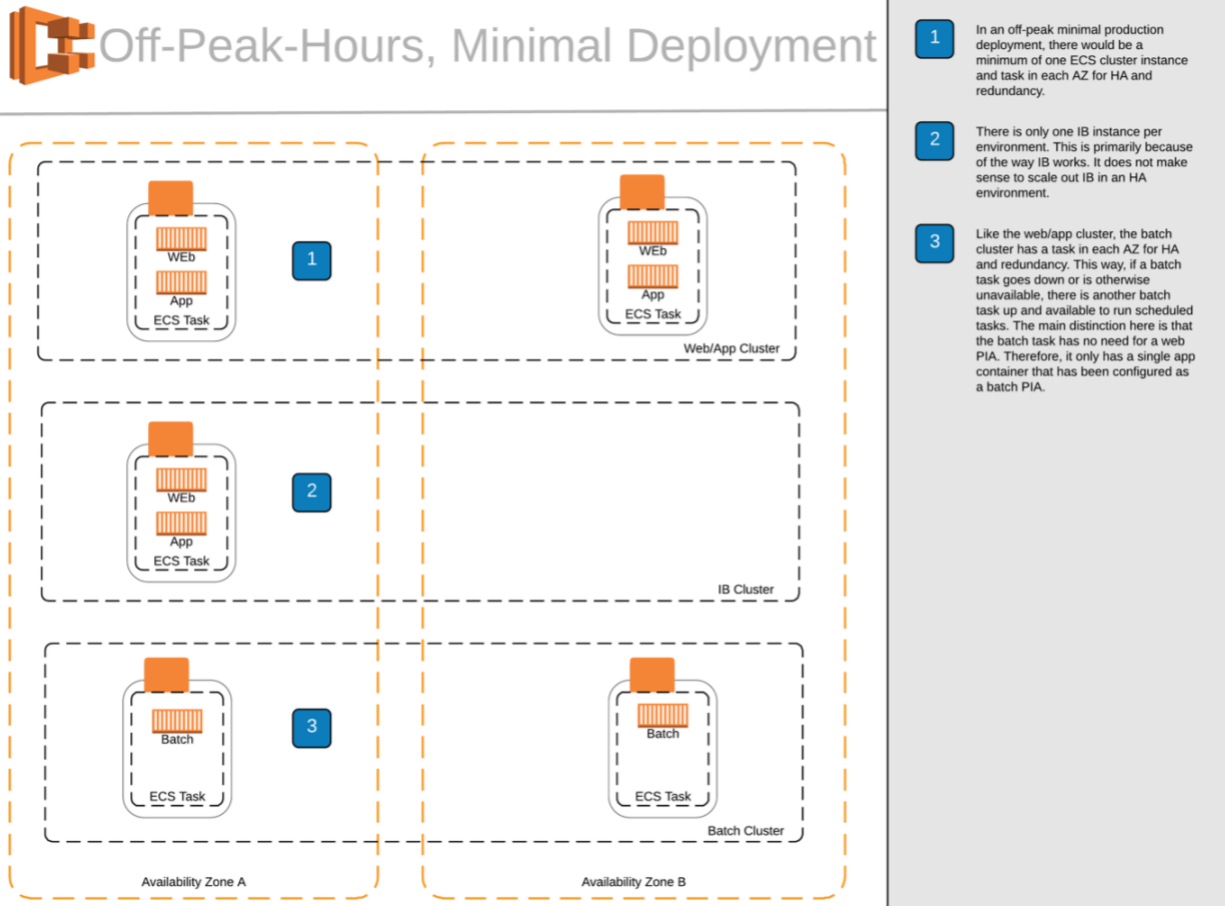 Off-Peak-Hours, Minimal Deployment
WEb
App
ECS Task
1
WEb
App
ECS Task
Web/App Cluster
WEb
App
ECS Task
2
IB Cluster
Batch
ECS Task
3
Batch
ECS Task
Batch Cluster
Availability Zone A
Availability Zone B
1
In an off-peak minimal production
deployment, there would be a
minimum of one ECS cluster instance
and task in each AZ for HA and
redundancy.
2
There is only one IB instance per
environment. This is primarily because
of the way IB works. It does not make
sense to scale out IB in an HA
environment.
3
Like the web/app cluster, the batch
cluster has a task in each AZ for HA
and redundancy. This way, if a batch
task goes down or is otherwise
unavailable, there is another batch
task up and available to run scheduled
tasks. The main distinction here is that
the batch task has no need for a web
PIA. Therefore, it only has a single app
container that has been configured as
a batch PIA.